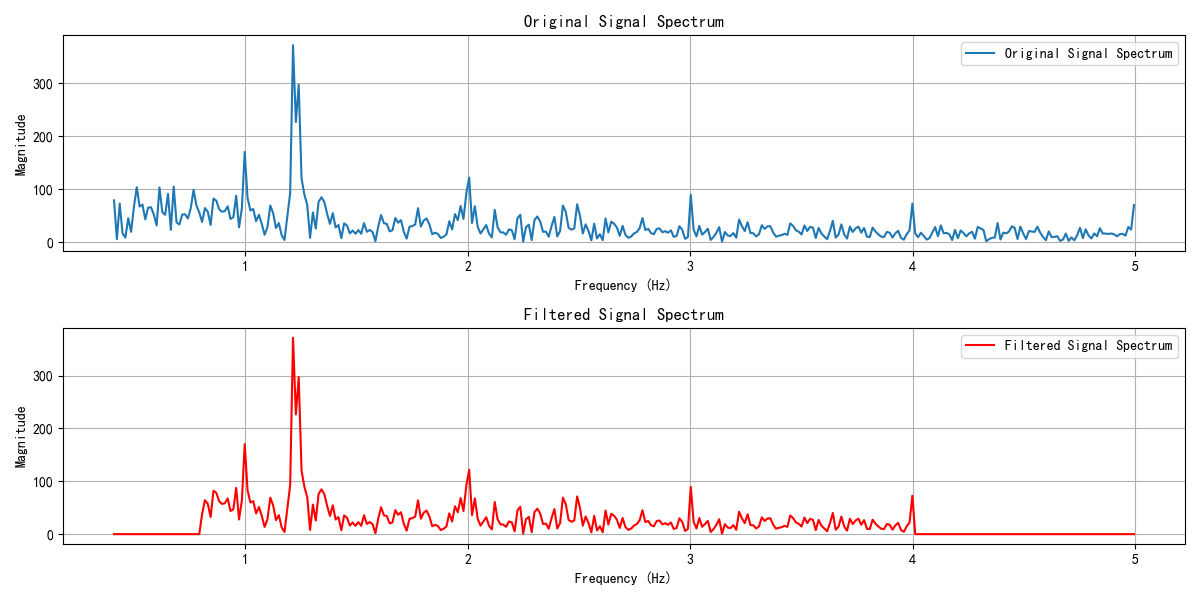 Original Signal Spectrum
Original Signal Spectrum
Magnitude
300
200
100
0
1 2 3 4 5
Frequency (Hz)
Filtered Signal Spectrum
Filtered Signal Spectrum
Magnitude
300
200
100
0
1 2 3 4 5
Frequency (Hz)